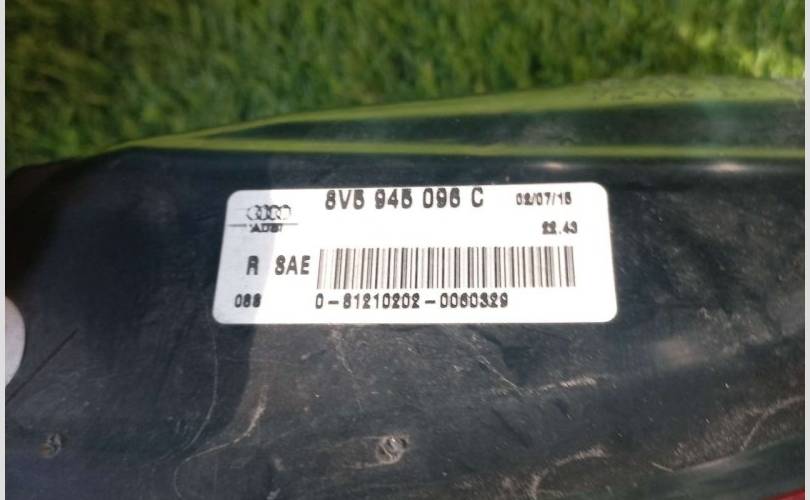 8V5 945 096 C 02/07/15
Audi 22.43
R SAE
088 0-81210202-0060329